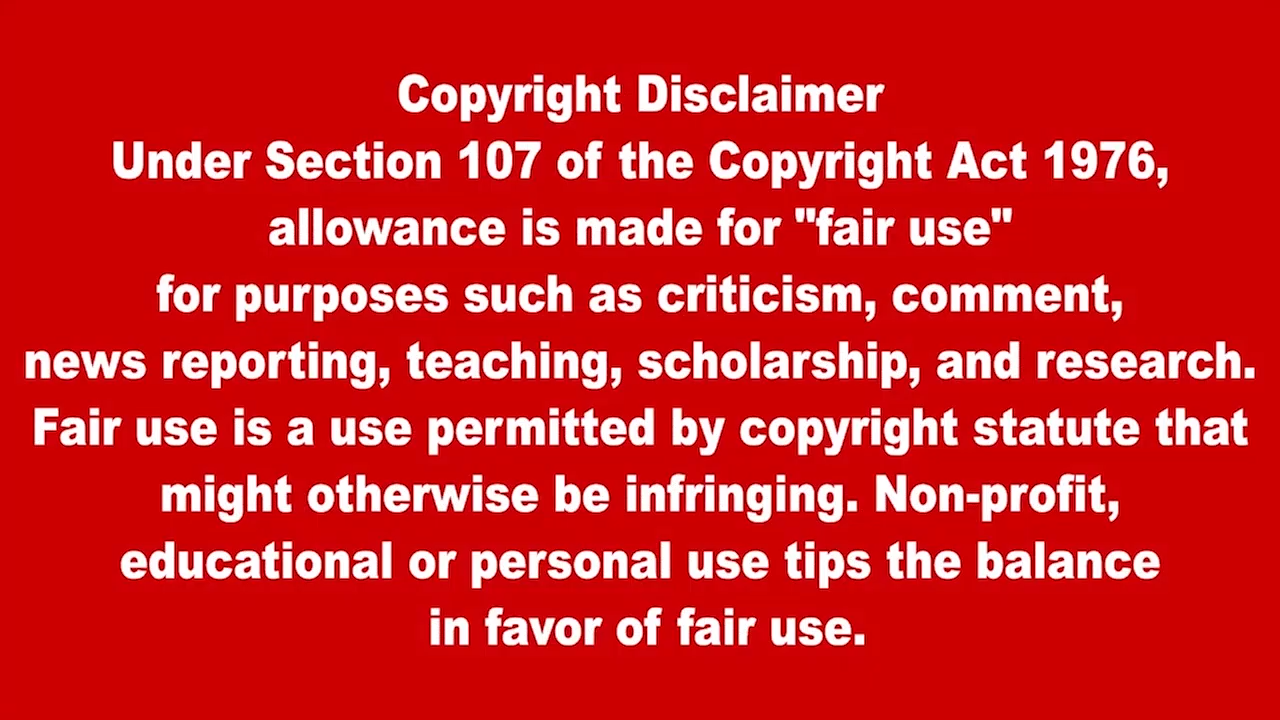 Copyright Disclaimer
Under Section 107 of the Copyright Act 1976,
allowance is made for "fair use"
for purposes such as criticism, comment,
news reporting, teaching, scholarship, and research.
Fair use is a use permitted by copyright statute that
might otherwise be infringing. Non-profit,
educational or personal use tips the balance
in favor of fair use.